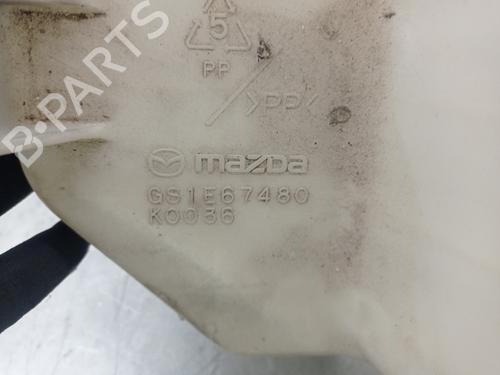 5
PP
>PP<
mazda
GS1E67480
K0036
B-PARTS